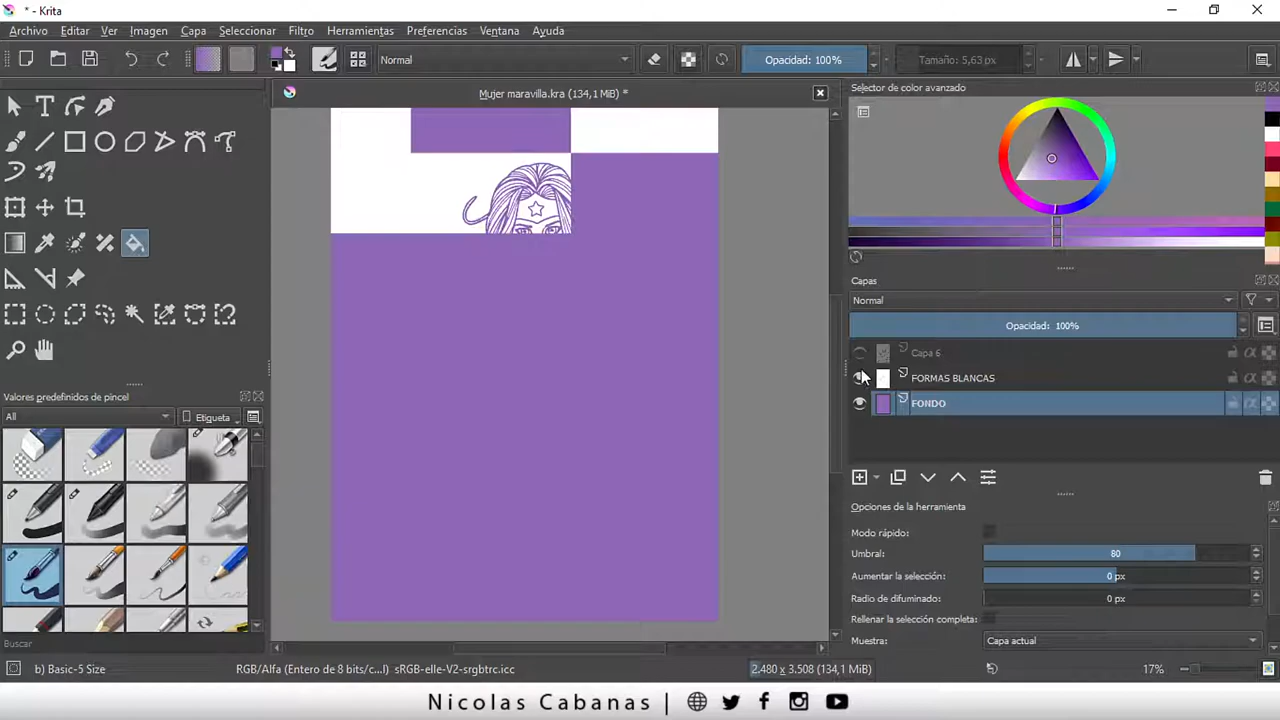 * - Krita
Archivo Editar Ver Imagen Capa Seleccionar Filtro Herramientas Preferencias Ventana Ayuda
Normal
Opacidad: 100%
Tamaño: 5,63 px
Mujer maravilla.kra (134,1 MiB) *
Selector de color avanzado
Capas
Normal
Opacidad: 100%
Capa 6
FORMAS BLANCAS
FONDO
Valores predefinidos de pincel
All
Etiqueta
Opciones de la herramienta
Modo rápido:
Umbral: 80
Aumentar la selección: 0 px
Radio de difuminado: 0 px
Rellenar la selección completa:
Muestra: Capa actual
Buscar
b) Basic-5 Size
RGB/Alfa (Entero de 8 bits/c...l) sRGB-elle-V2-srgbtrc.icc
2.480 x 3.508 (134,1 MiB)
17%
Nicolas Cabanas |